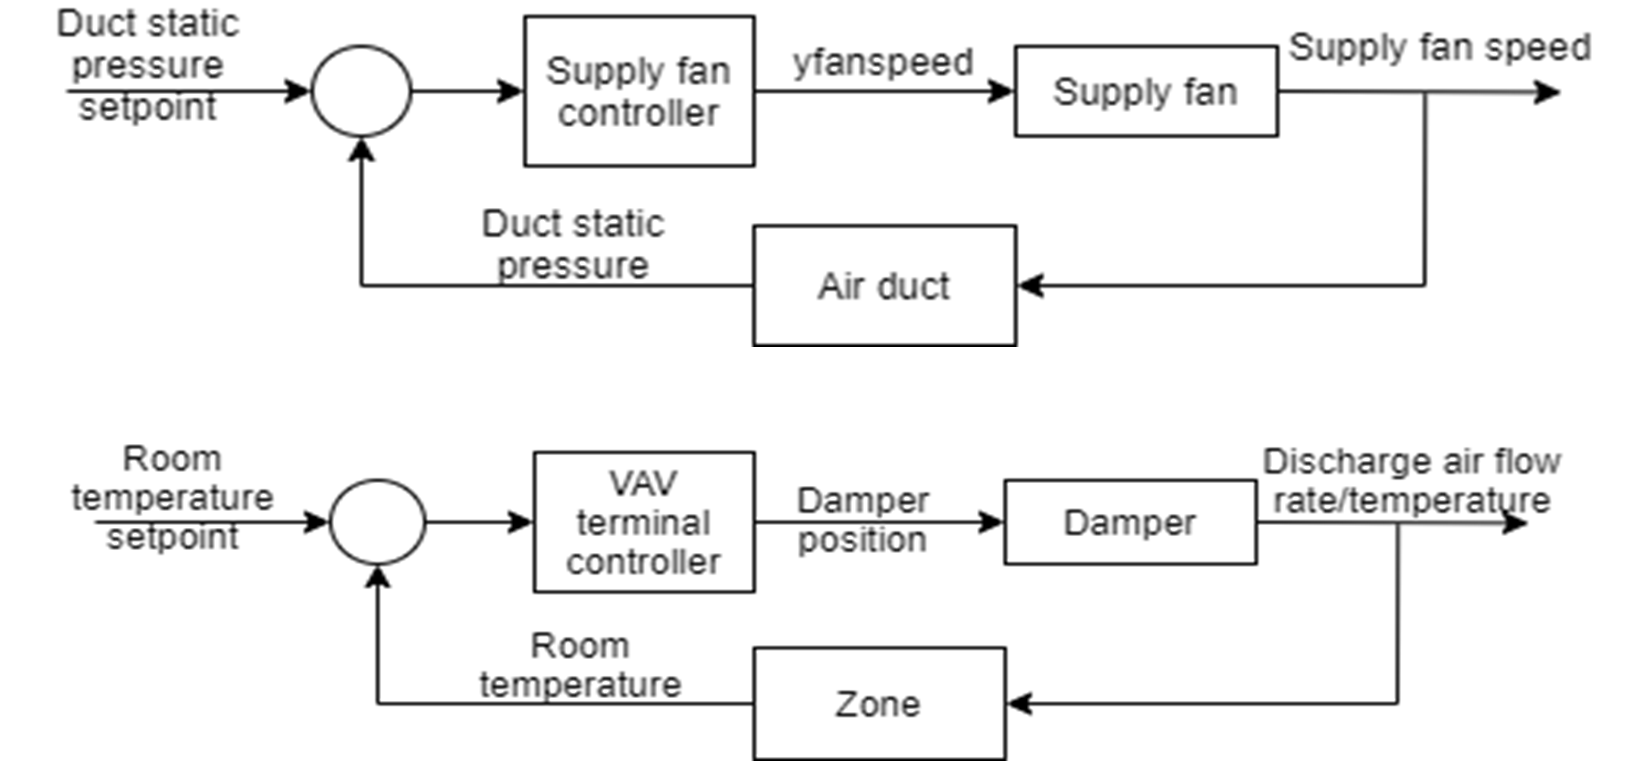 Duct static
pressure
setpoint
Supply fan
controller
yfanspeed
Supply fan
Supply fan speed
Duct static
pressure
Air duct
Room
temperature
setpoint
VAV
terminal
controller
Damper
position
Damper
Discharge air flow
rate/temperature
Room
temperature
Zone